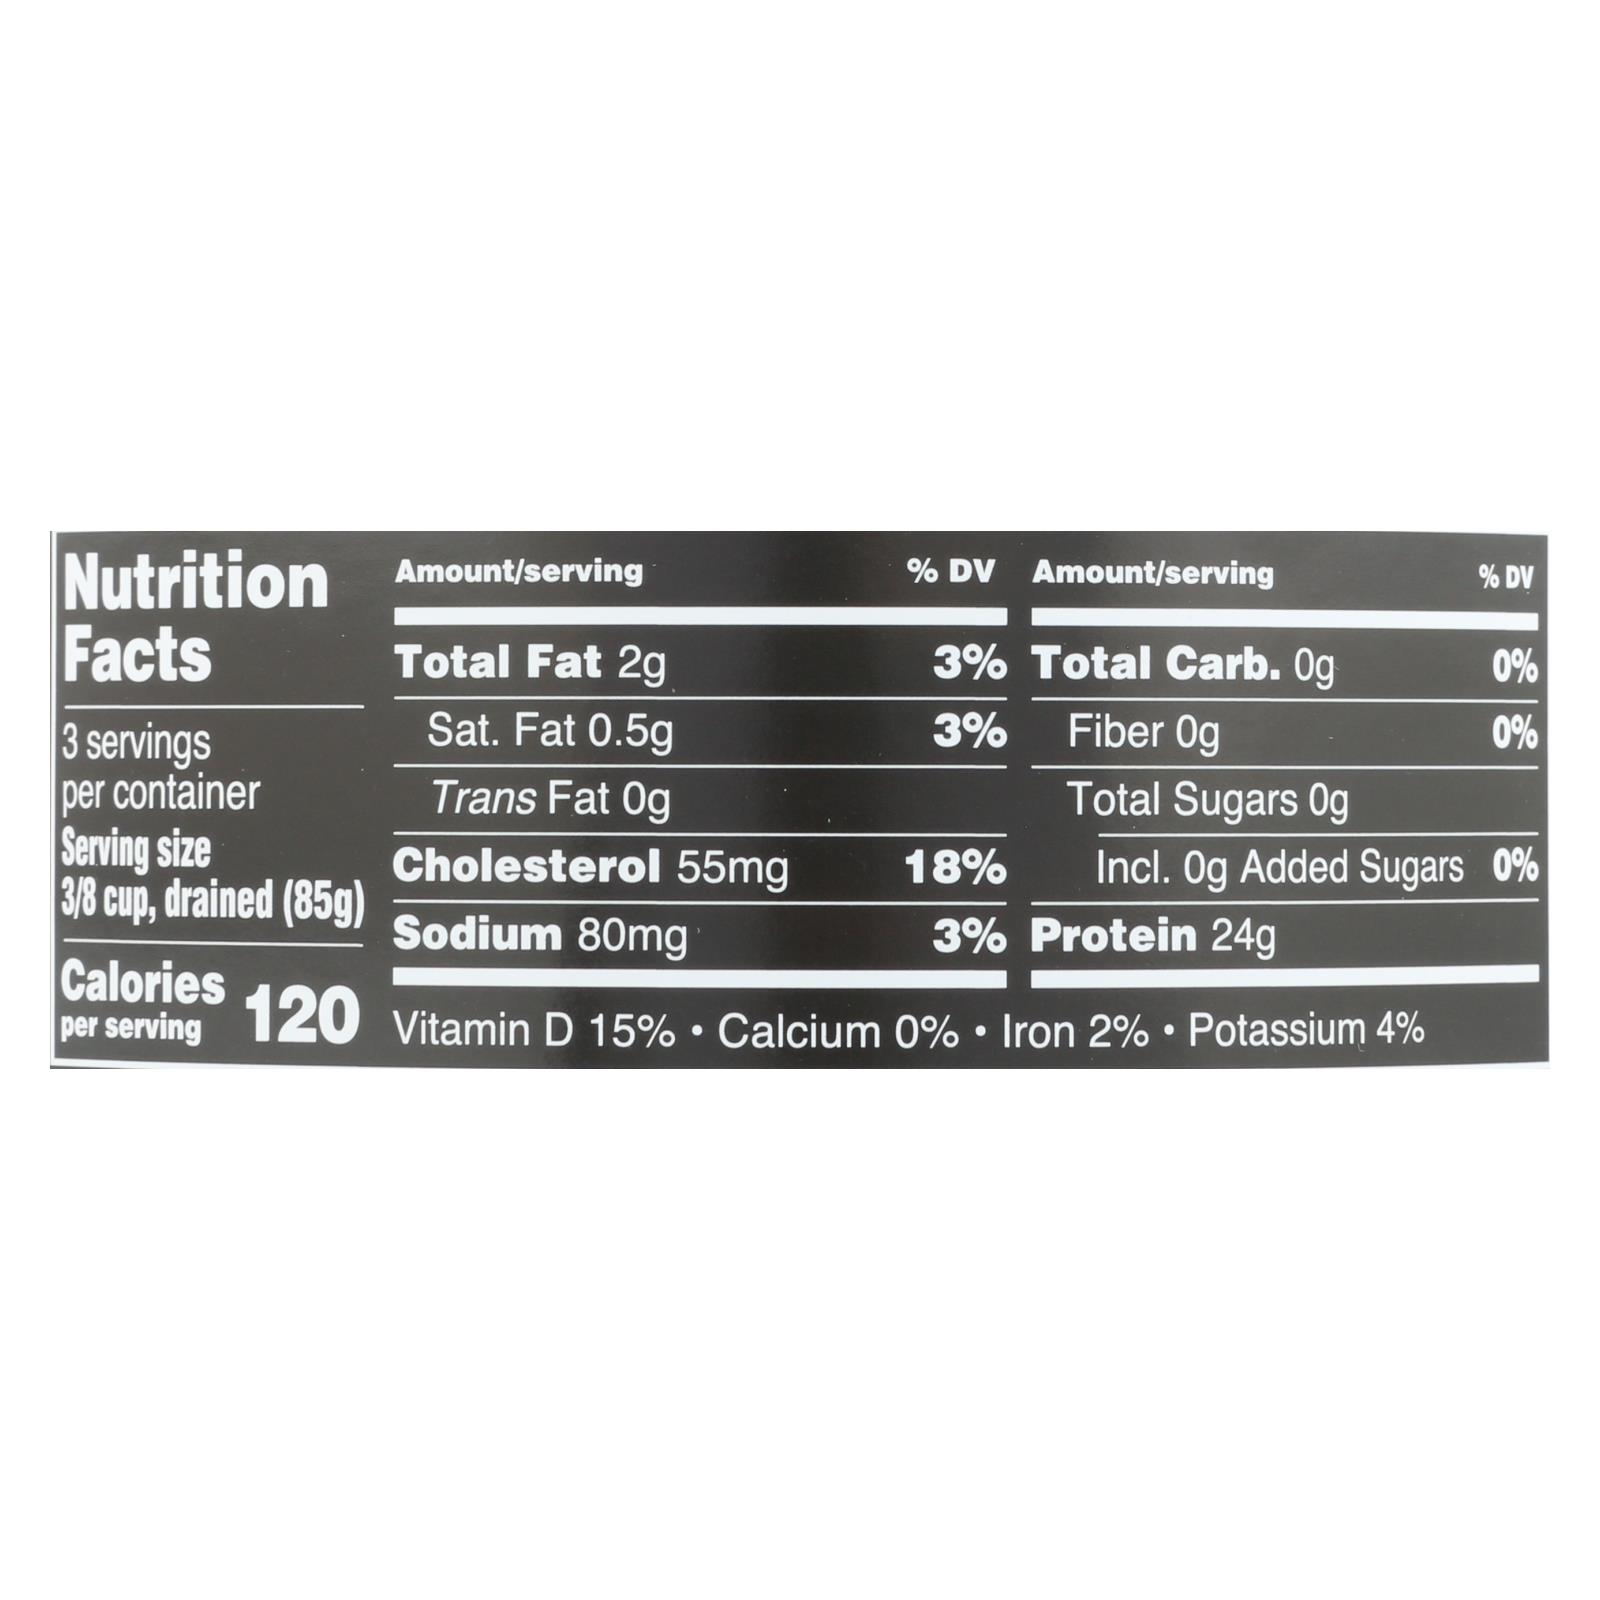 Nutrition
Facts
3 servings
per container
Serving size
3/8 cup, drained (85g)
Calories
per serving 120
Amount/serving % DV
Total Fat 2g 3%
Sat. Fat 0.5g 3%
Trans Fat 0g
Cholesterol 55mg 18%
Sodium 80mg 3%
Amount/serving % DV
Total Carb. 0g 0%
Fiber 0g 0%
Total Sugars 0g
Incl. 0g Added Sugars 0%
Protein 24g
Vitamin D 15% • Calcium 0% • Iron 2% • Potassium 4%